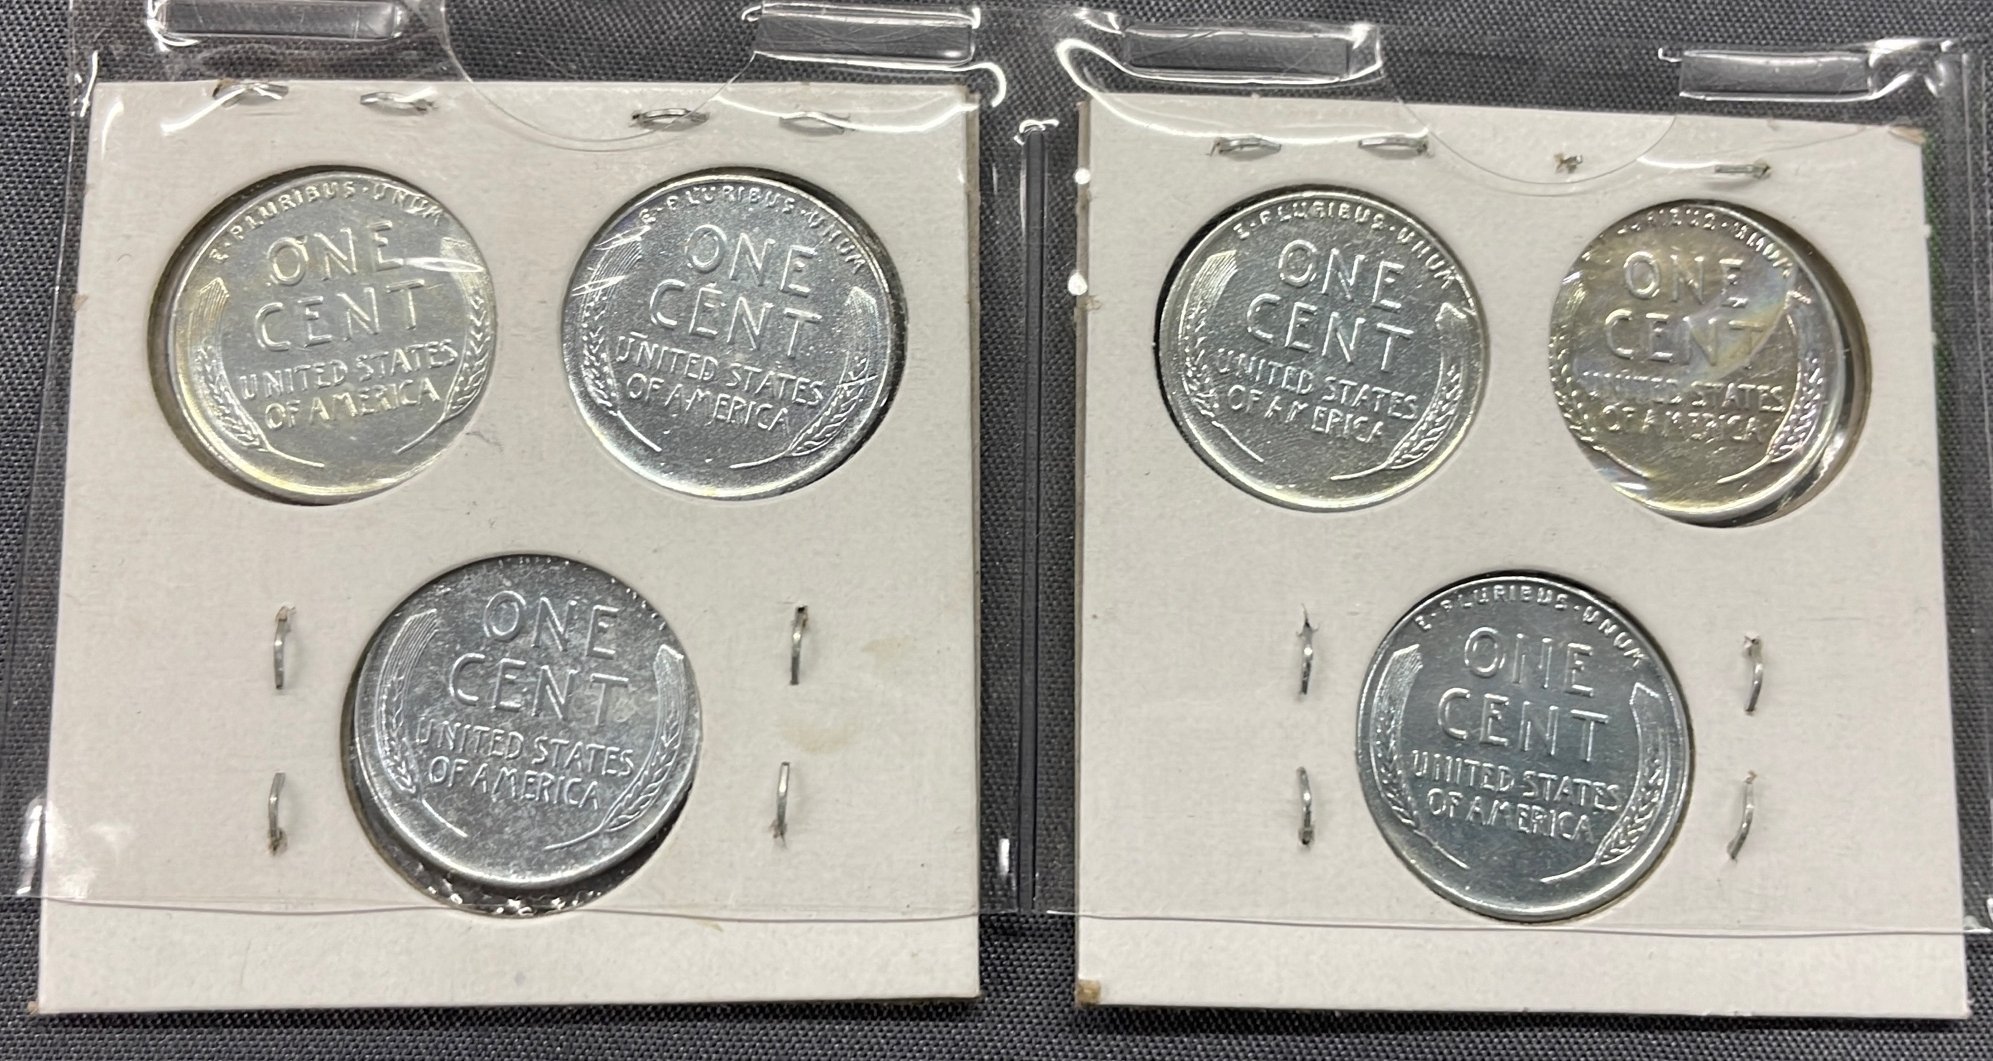 E·PLURIBUS·UNUM
ONE
CENT
UNITED STATES
OF AMERICA
E·PLURIBUS·UNUM
ONE
CENT
UNITED STATES
OF AMERICA
ONE
CENT
UNITED STATES
OF AMERICA
E·PLURIBUS·UNUM
ONE
CENT
UNITED STATES
OF AMERICA
ONE
CENT
UNITED STATES
OF AMERICA
E·PLURIBUS·UNUM
ONE
CENT
UNITED STATES
OF AMERICA